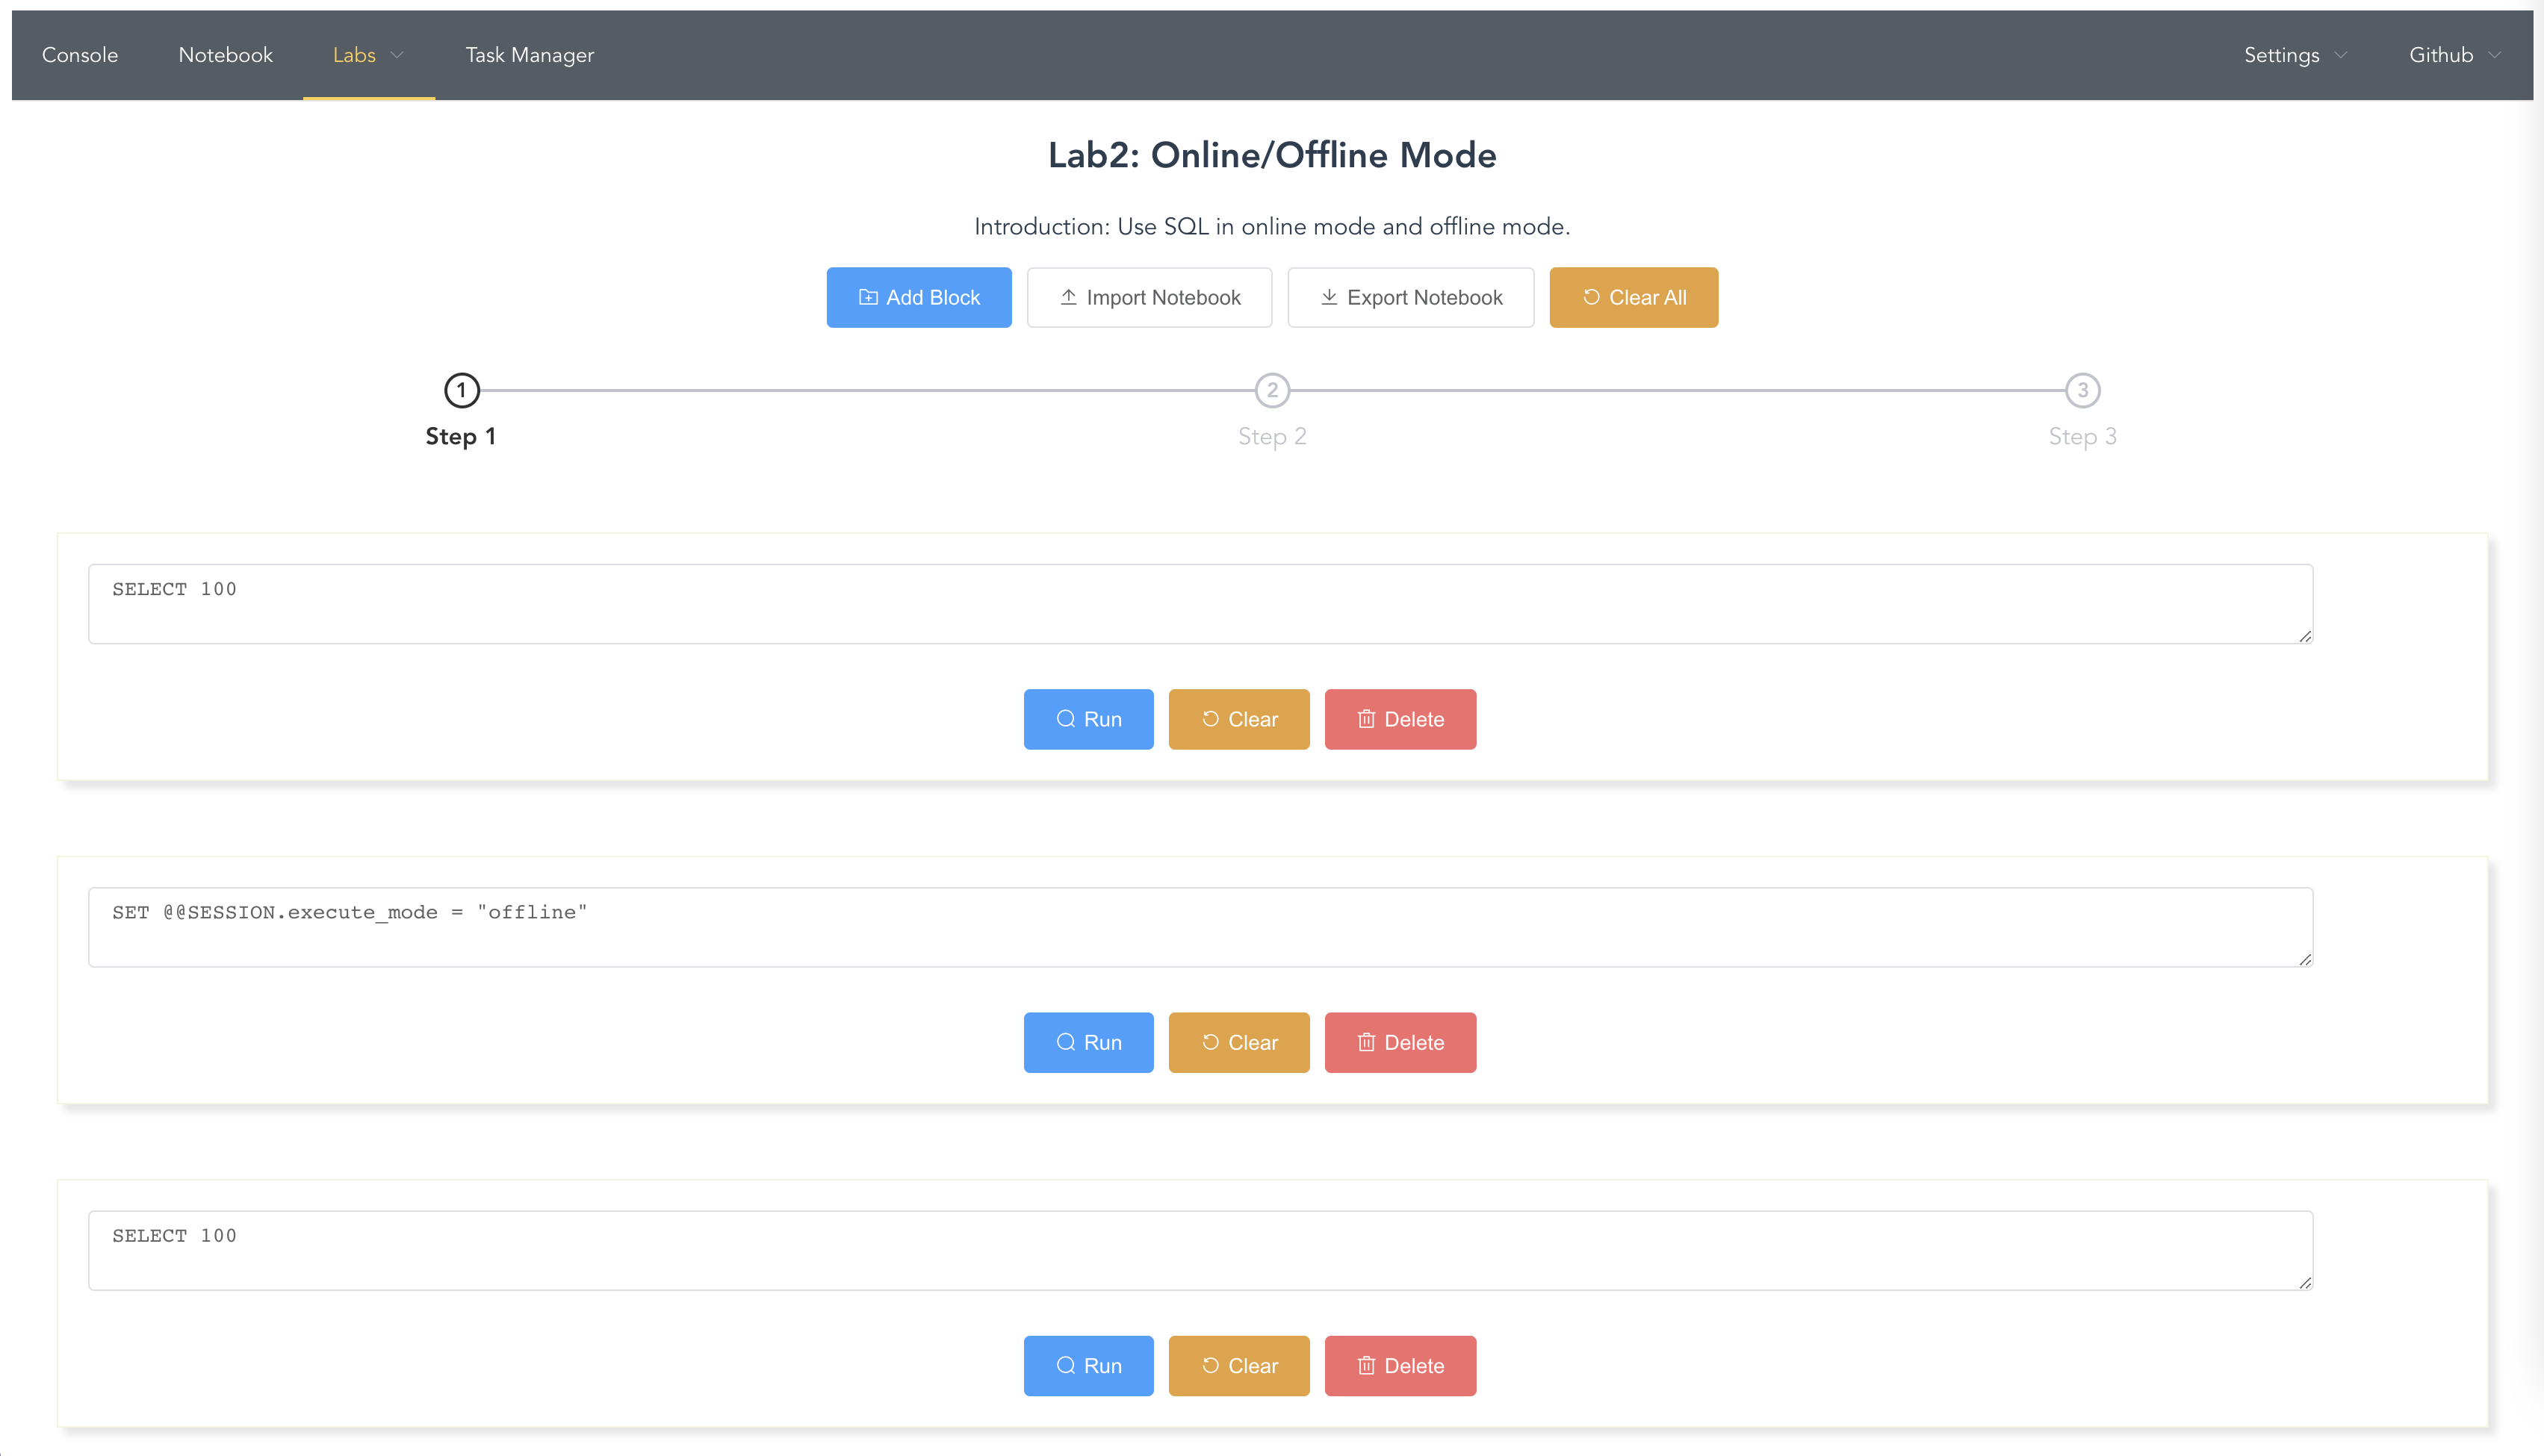 Console Notebook Labs Task Manager Settings Github
Lab2: Online/Offline Mode
Introduction: Use SQL in online mode and offline mode.
Add Block Import Notebook Export Notebook Clear All
1 2 3
Step 1 Step 2 Step 3
SELECT 100
Run Clear Delete
SET @@SESSION.execute_mode = "offline"
Run Clear Delete
SELECT 100
Run Clear Delete